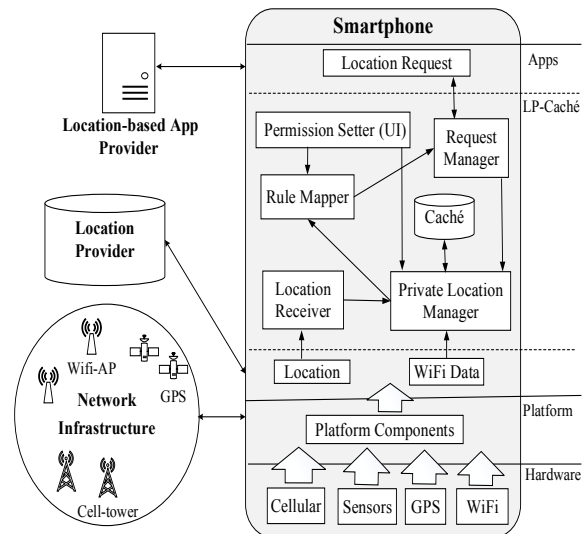 Smartphone
Apps
Location Request
LP-Caché
Location-based App
Provider
Permission Setter (UI)
Request
Manager
Rule Mapper
Caché
Location
Provider
Location
Receiver
Private Location
Manager
Wifi-AP
GPS
Location
WiFi Data
Network
Infrastructure
Platform
Platform Components
Hardware
Cell-tower
Cellular
Sensors
GPS
WiFi